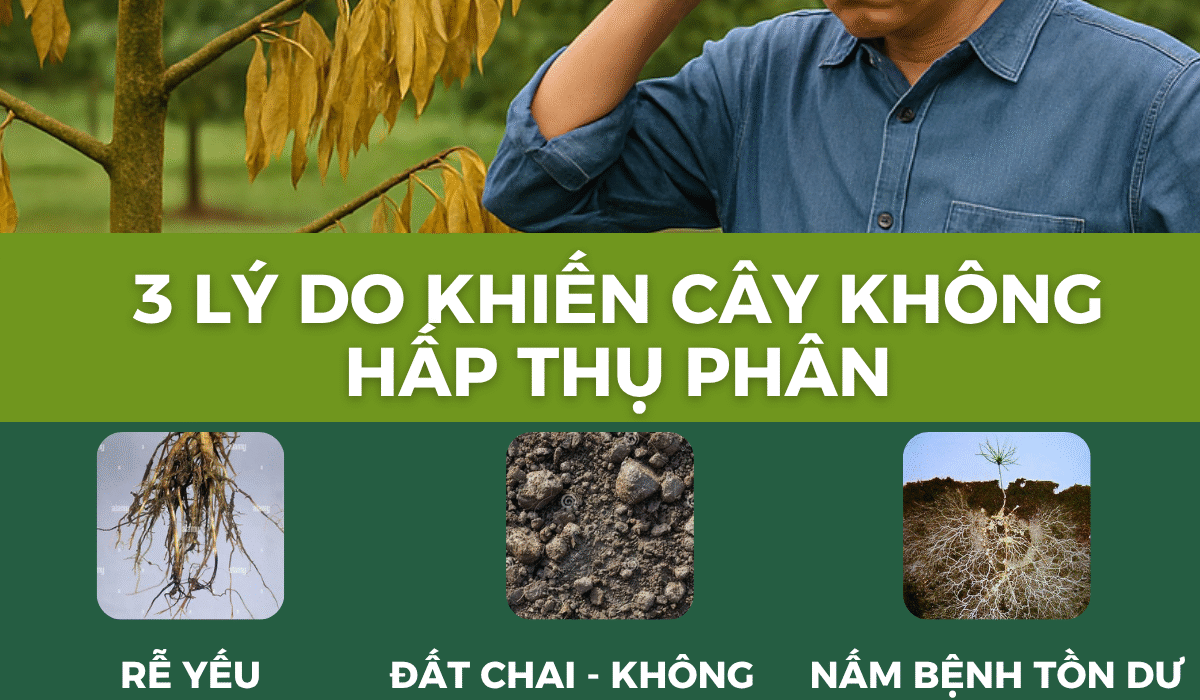 3 LÝ DO KHIẾN CÂY KHÔNG
HẤP THỤ PHÂN
RỄ YẾU
ĐẤT CHAI - KHÔNG
NẤM BỆNH TỒN DƯ